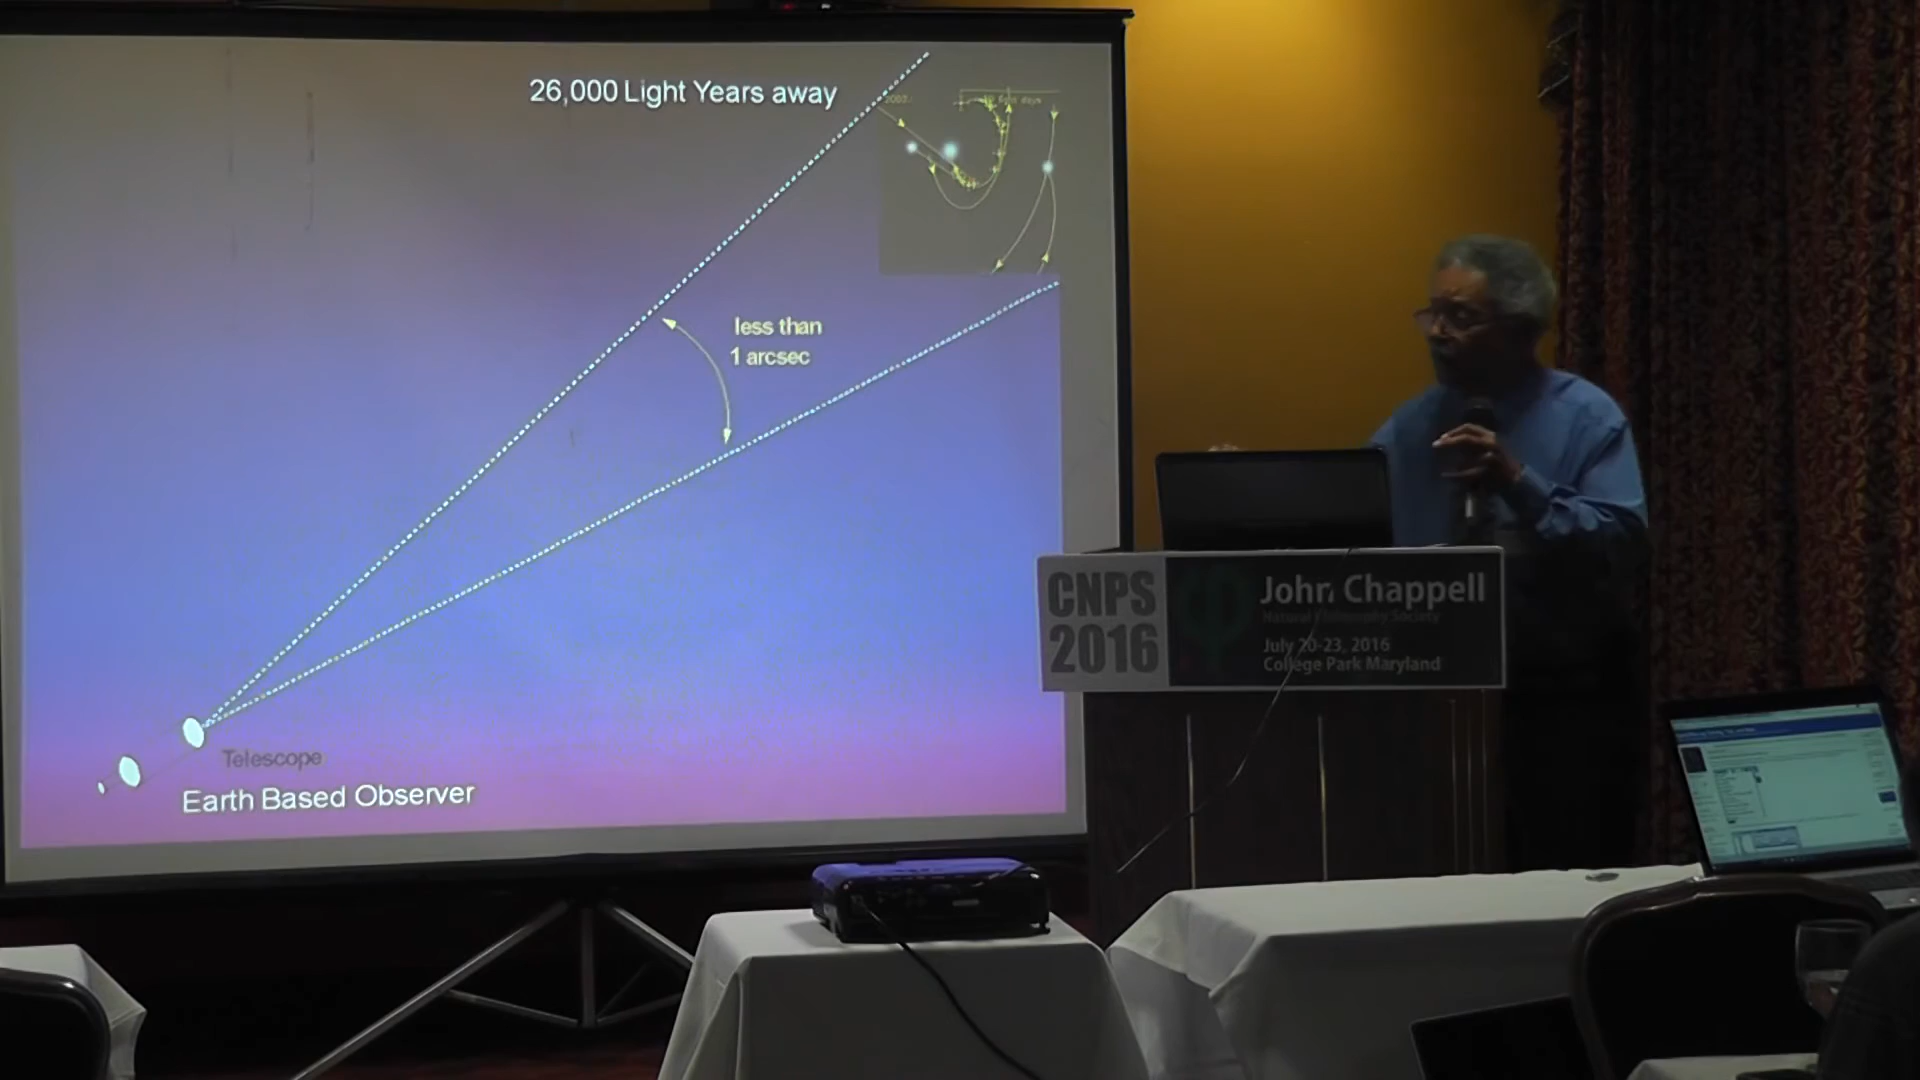 26,000 Light Years away
less than
1 arcsec
Telescope
Earth Based Observer
CNPS
2016
John Chappell
Natural Philosophy Society
July 20-23, 2016
College Park Maryland